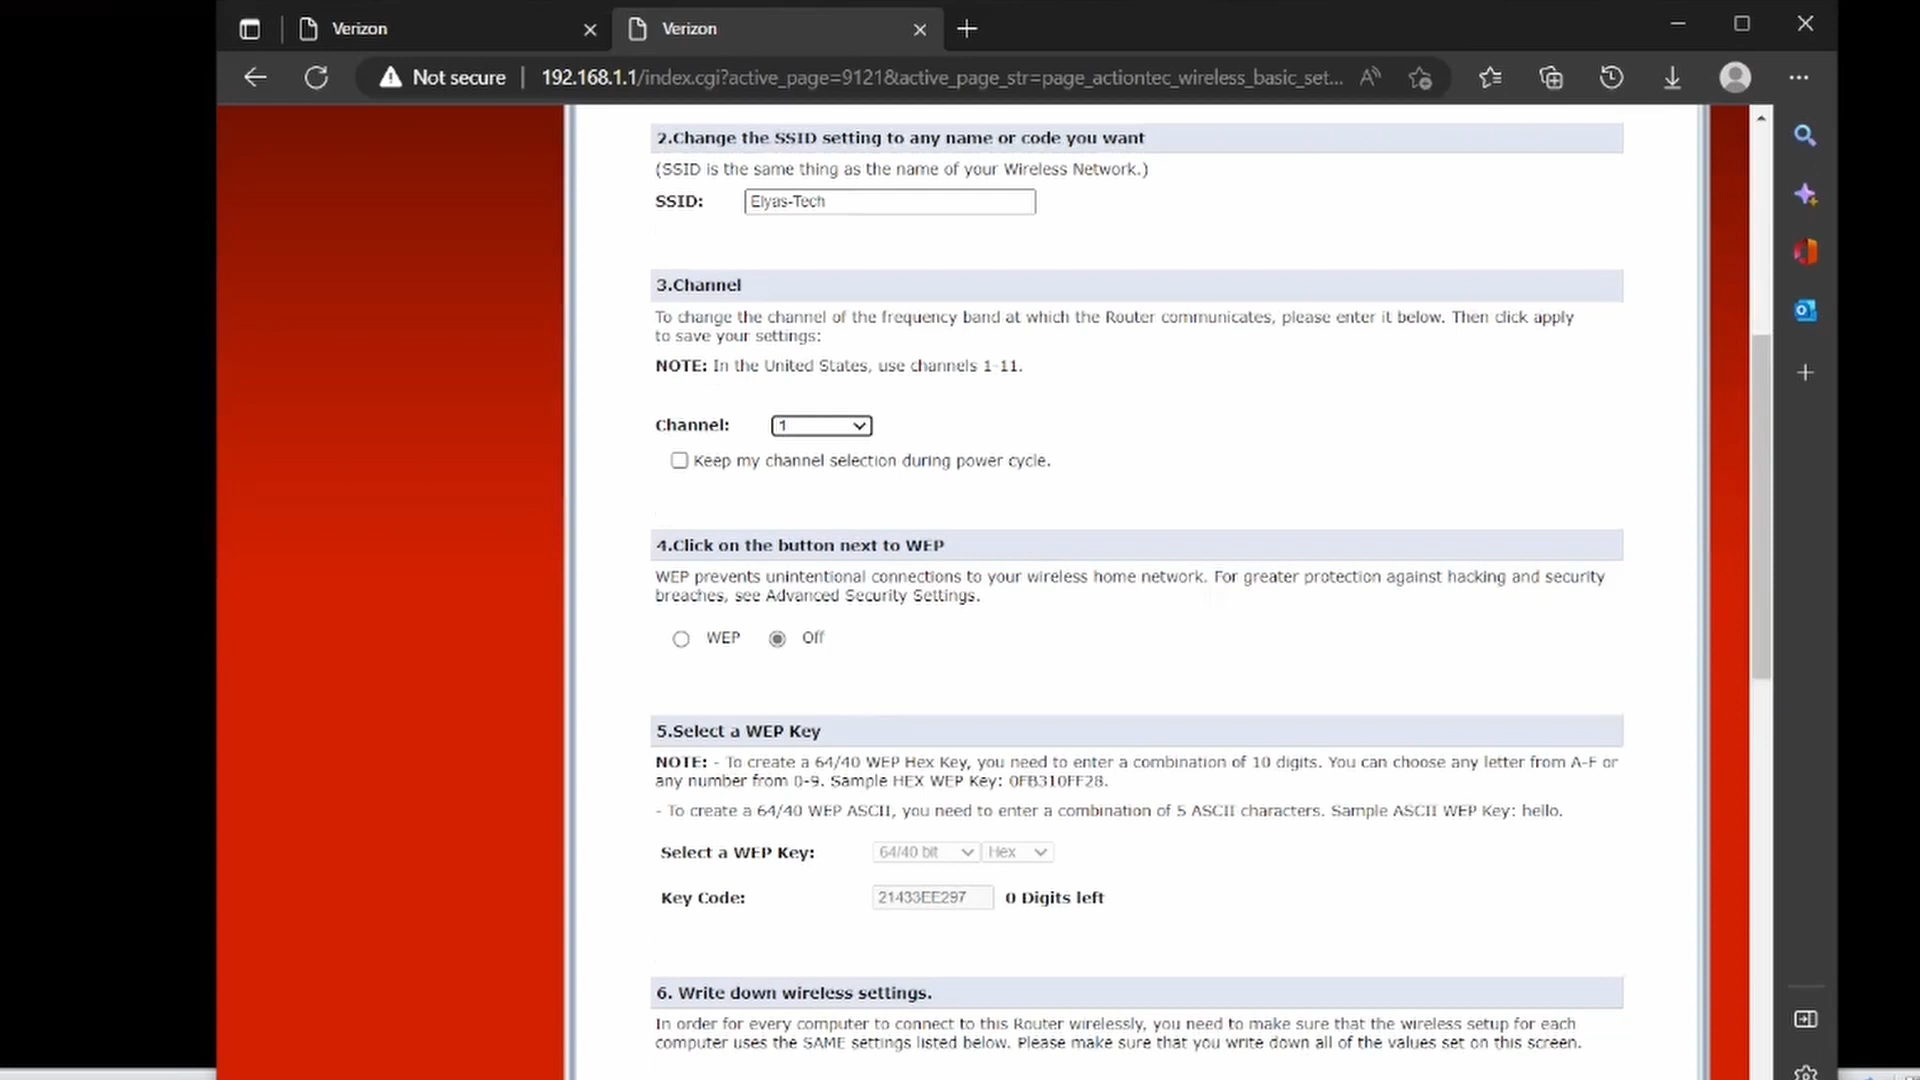 Verizon
Verizon
Not secure
192.168.1.1/index.cgi?active_page=9121&active_page_str=page_actiontec_wireless_basic_set...
2.Change the SSID setting to any name or code you want
(SSID is the same thing as the name of your Wireless Network.)
SSID: Elyas-Tech
3.Channel
To change the channel of the frequency band at which the Router communicates, please enter it below. Then click apply
to save your settings:
NOTE: In the United States, use channels 1-11.
Channel: 1
Keep my channel selection during power cycle.
4.Click on the button next to WEP
WEP prevents unintentional connections to your wireless home network. For greater protection against hacking and security
breaches, see Advanced Security Settings.
WEP Off
5.Select a WEP Key
NOTE: - To create a 64/40 WEP Hex Key, you need to enter a combination of 10 digits. You can choose any letter from A-F or
any number from 0-9. Sample HEX WEP Key: 0FB310FF28.
- To create a 64/40 WEP ASCII, you need to enter a combination of 5 ASCII characters. Sample ASCII WEP Key: hello.
Select a WEP Key: 64/40 bit Hex
Key Code: 21433EE297 0 Digits left
6. Write down wireless settings.
In order for every computer to connect to this Router wirelessly, you need to make sure that the wireless setup for each
computer uses the SAME settings listed below. Please make sure that you write down all of the values set on this screen.